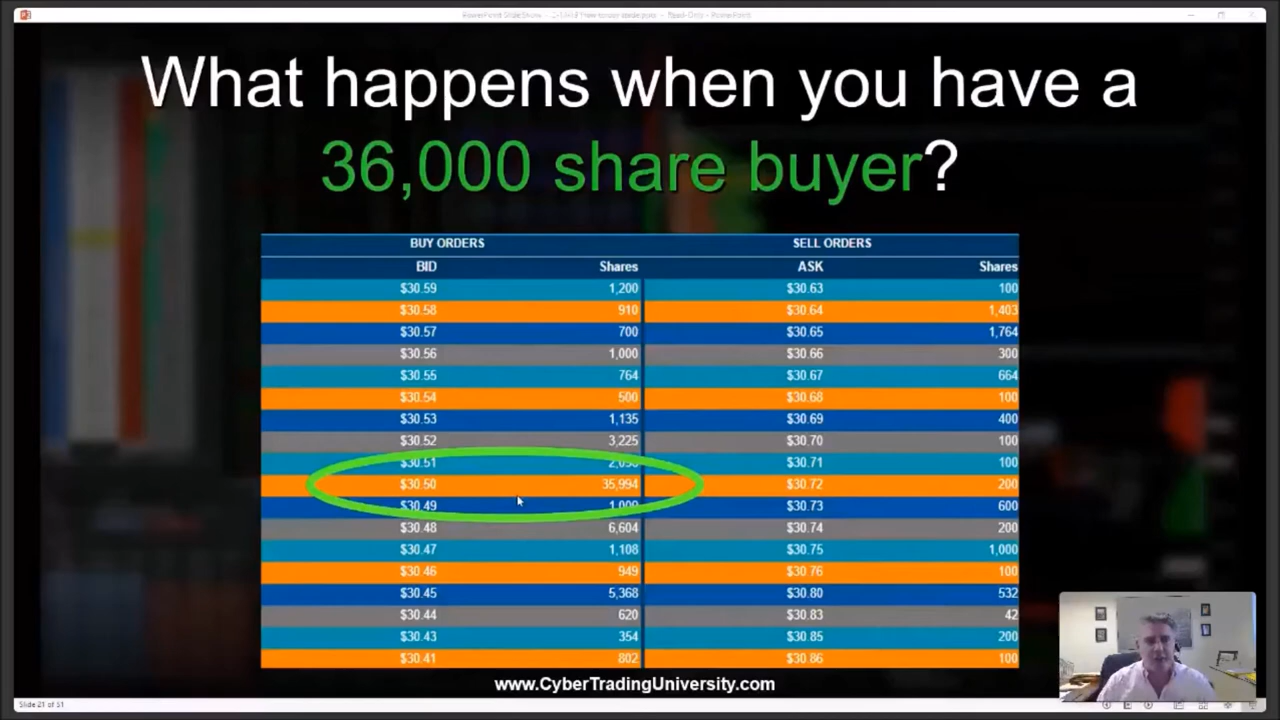 What happens when you have a
36,000 share buyer?
BUY ORDERS SELL ORDERS
BID Shares ASK Shares
$30.59 1,200 $30.63 100
$30.58 910 $30.64 1,403
$30.57 700 $30.65 1,764
$30.56 1,000 $30.66 300
$30.55 764 $30.67 664
$30.54 500 $30.68 100
$30.53 1,135 $30.69 400
$30.52 3,225 $30.70 100
$30.51 $30.71 100
$30.50 35,994 $30.72 200
$30.49 1,000 $30.73 600
$30.48 6,604 $30.74 200
$30.47 1,108 $30.75 1,000
$30.46 949 $30.76 100
$30.45 5,368 $30.80 532
$30.44 620 $30.83 42
$30.43 354 $30.85 200
$30.41 802 $30.86 100
www.CyberTradingUniversity.com
Slide 21 of 51